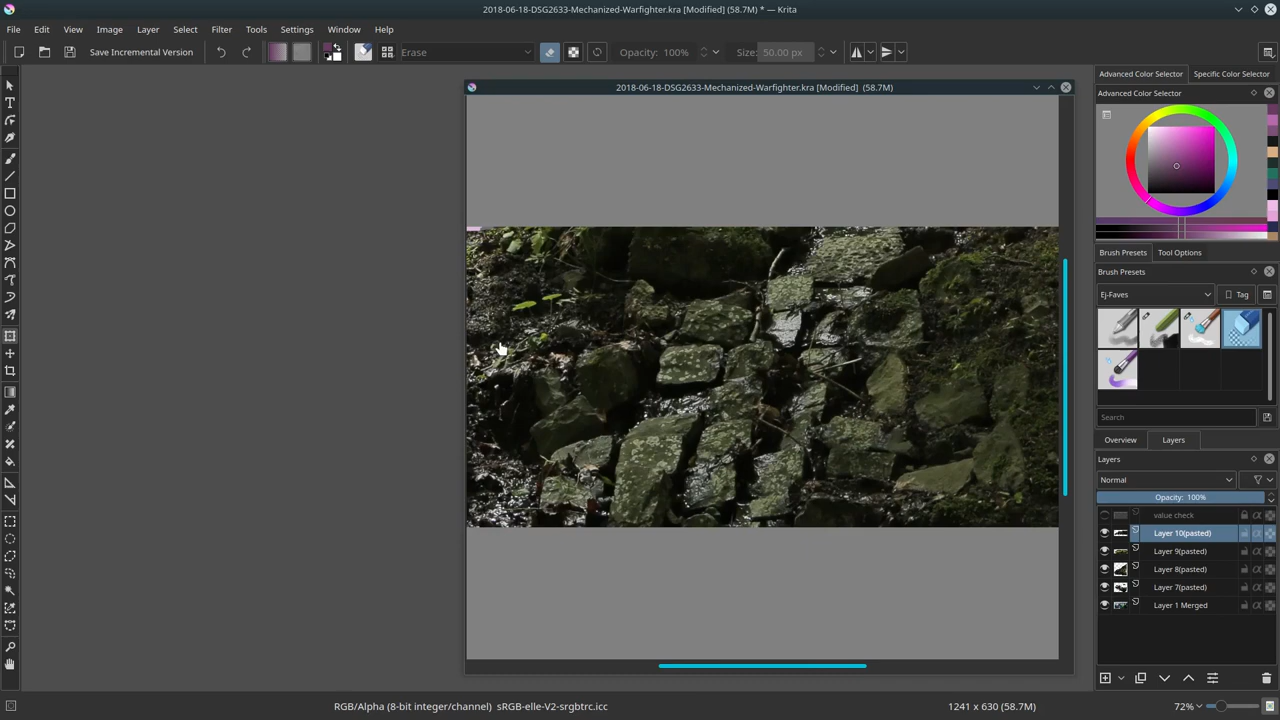 2018-06-18-DSG2633-Mechanized-Warfighter.kra [Modified] (58.7M) * — Krita
File Edit View Image Layer Select Filter Tools Settings Window Help
Save Incremental Version
Erase
Opacity: 100%
Size: 50.00 px
2018-06-18-DSG2633-Mechanized-Warfighter.kra [Modified] (58.7M)
Advanced Color Selector
Specific Color Selector
Advanced Color Selector
Brush Presets
Tool Options
Brush Presets
Ej-Faves
Tag
Search
Overview
Layers
Layers
Normal
Opacity: 100%
value check
Layer 10(pasted)
Layer 9(pasted)
Layer 8(pasted)
Layer 7(pasted)
Layer 1 Merged
RGB/Alpha (8-bit integer/channel) sRGB-elle-V2-srgbtrc.icc
1241 x 630 (58.7M)
72%